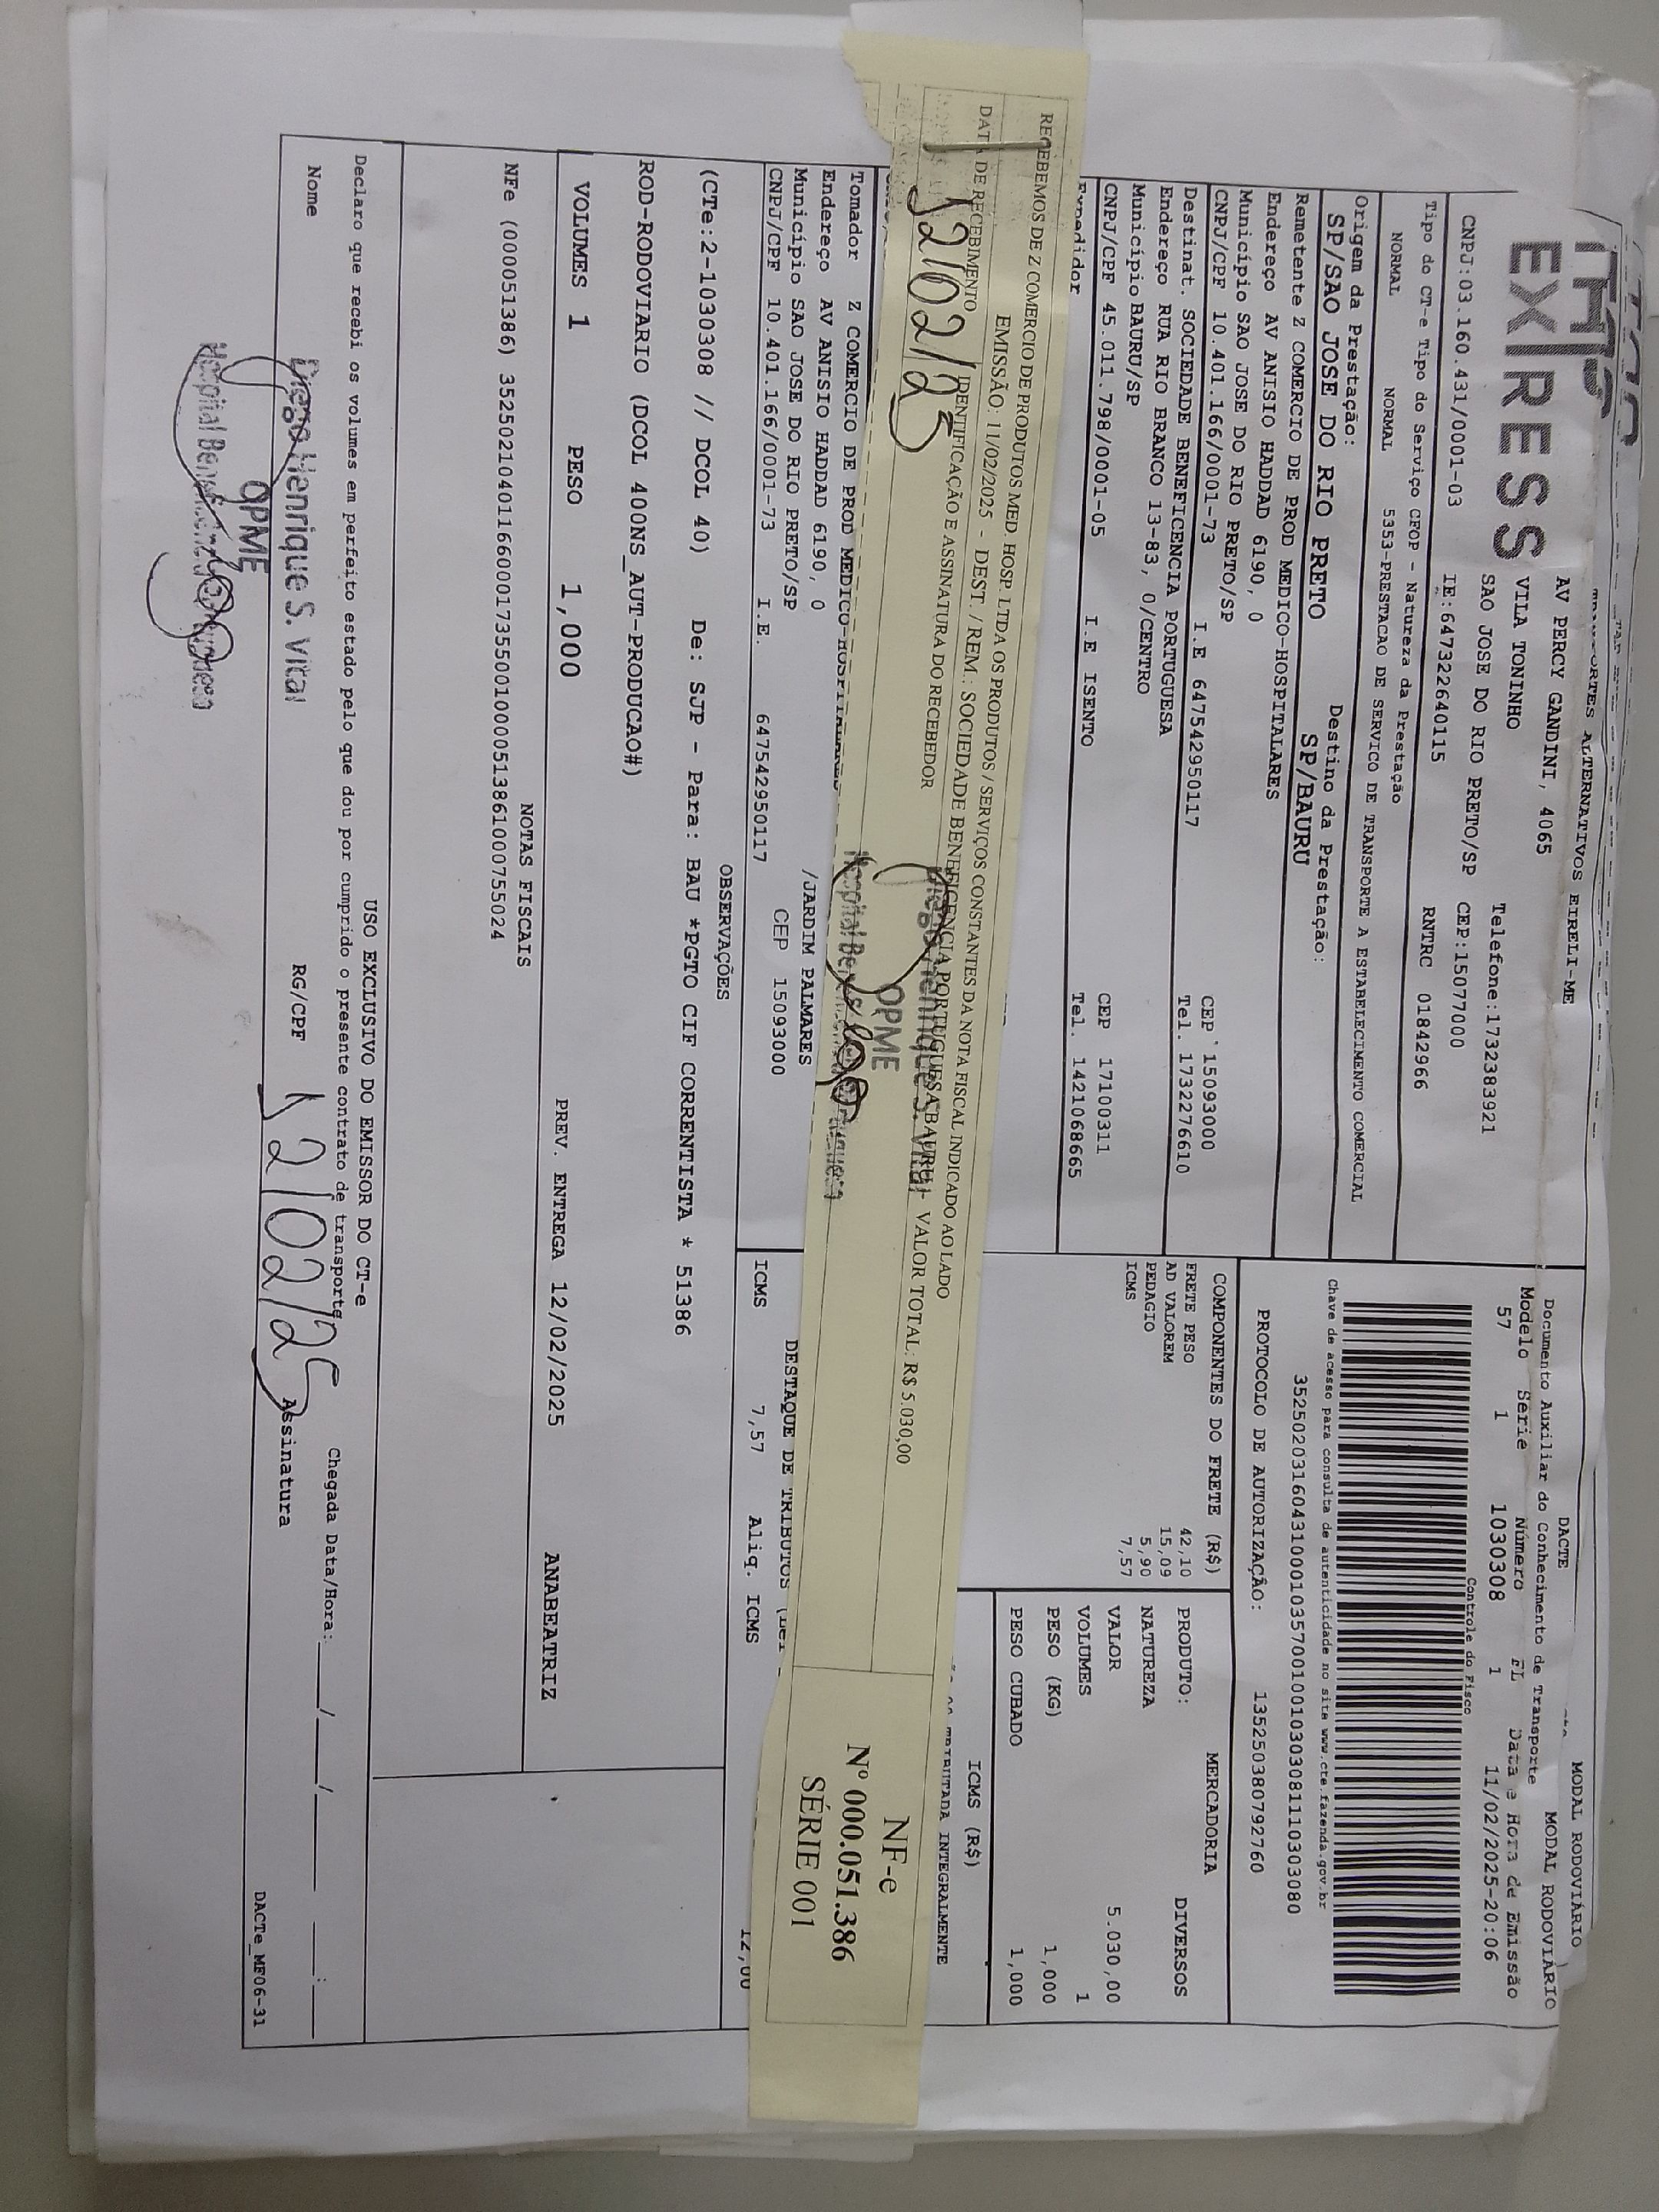 EXPRESS
TRANSPORTES ALTERNATIVOS EIRELI-ME
AV PERCY GANDINI, 4065
VILA TONINHO
SAO JOSE DO RIO PRETO/SP
CNPJ:03.160.431/0001-03
IE:647322640115
Telefone:1732383921
CEP:15077000
RNTRC 01842966
Tipo do CT-e Tipo do Serviço CFOP - Natureza da Prestação
NORMAL NORMAL 5353-PRESTACAO DE SERVICO DE TRANSPORTE A ESTABELECIMENTO COMERCIAL
Origem da Prestação: Destino da Prestação:
SP/SAO JOSE DO RIO PRETO SP/BAURU
Remetente Z COMERCIO DE PROD MEDICO-HOSPITALARES
Endereço AV ANISIO HADDAD 6190, 0
Município SAO JOSE DO RIO PRETO/SP CEP 15093000
CNPJ/CPF 10.401.166/0001-73 I.E 647542950117 Tel. 1732276610
Destinat. SOCIEDADE BENEFICENCIA PORTUGUESA
Endereço RUA RIO BRANCO 13-83, 0/CENTRO
Município BAURU/SP CEP 17100311
CNPJ/CPF 45.011.798/0001-05 I.E ISENTO Tel. 1421068665
Expedidor
MODAL RODOVIÁRIO
DACTE MODAL RODOVIÁRIO
Documento Auxiliar do Conhecimento de Transporte
Modelo Série Número FL Data e Hora de Emissão
57 1 1030308 1 11/02/2025-20:06
Controle do Fisco
Chave de acesso para consulta de autenticidade no site www.cte.fazenda.gov.br
35250203160431000103570010010303081110303080
PROTOCOLO DE AUTORIZAÇÃO: 135250380792760
COMPONENTES DO FRETE (R$)
FRETE PESO 42,10
AD VALOREM 15,09
PEDAGIO 5,90
ICMS 7,57
MERCADORIA
PRODUTO: DIVERSOS
NATUREZA
VALOR 5.030,00
VOLUMES 1
PESO (KG) 1,000
PESO CUBADO 1,000
ICMS (R$)
TRIBUTADA INTEGRALMENTE
RECEBEMOS DE Z COMERCIO DE PRODUTOS MED. HOSP. LTDA OS PRODUTOS / SERVIÇOS CONSTANTES DA NOTA FISCAL INDICADO AO LADO
EMISSÃO: 11/02/2025 - DEST. / REM.: SOCIEDADE BENEFICENCIA PORTUGUESA BAURU - VALOR TOTAL: R$ 5.030,00
DATA DE RECEBIMENTO IDENTIFICAÇÃO E ASSINATURA DO RECEBEDOR
12/02/25
Diego Henrique S. Vital
OPME
NF-e
Nº 000.051.386
SÉRIE 001
Tomador Z COMERCIO DE PROD MEDICO-HOSPITALARES
Endereço AV ANISIO HADDAD 6190, 0 /JARDIM PALMARES
Município SAO JOSE DO RIO PRETO/SP CEP 15093000
CNPJ/CPF 10.401.166/0001-73 I.E. 647542950117
DESTAQUE DE TRIBUTOS
ICMS 7,57 Aliq. ICMS 12,00
OBSERVAÇÕES
(CTe:2-1030308 // DCOL 40) De: SJP - Para: BAU *PGTO CIF CORRENTISTA * 51386
ROD-RODOVIARIO (DCOL 400NS_AUT-PRODUCAO#)
VOLUMES 1 PESO 1,000 PREV. ENTREGA 12/02/2025 ANABEATRIZ
NOTAS FISCAIS
NFe (000051386) 35250210401166000173550010000513861000755024
USO EXCLUSIVO DO EMISSOR DO CT-e
Declaro que recebi os volumes em perfeito estado pelo que dou por cumprido o presente contrato de transporte
Chegada Data/Hora:____/____/____ ___:___
Nome RG/CPF Assinatura
Diego Henrique S. Vital
OPME
12/02/25
DACTe_MF06-31